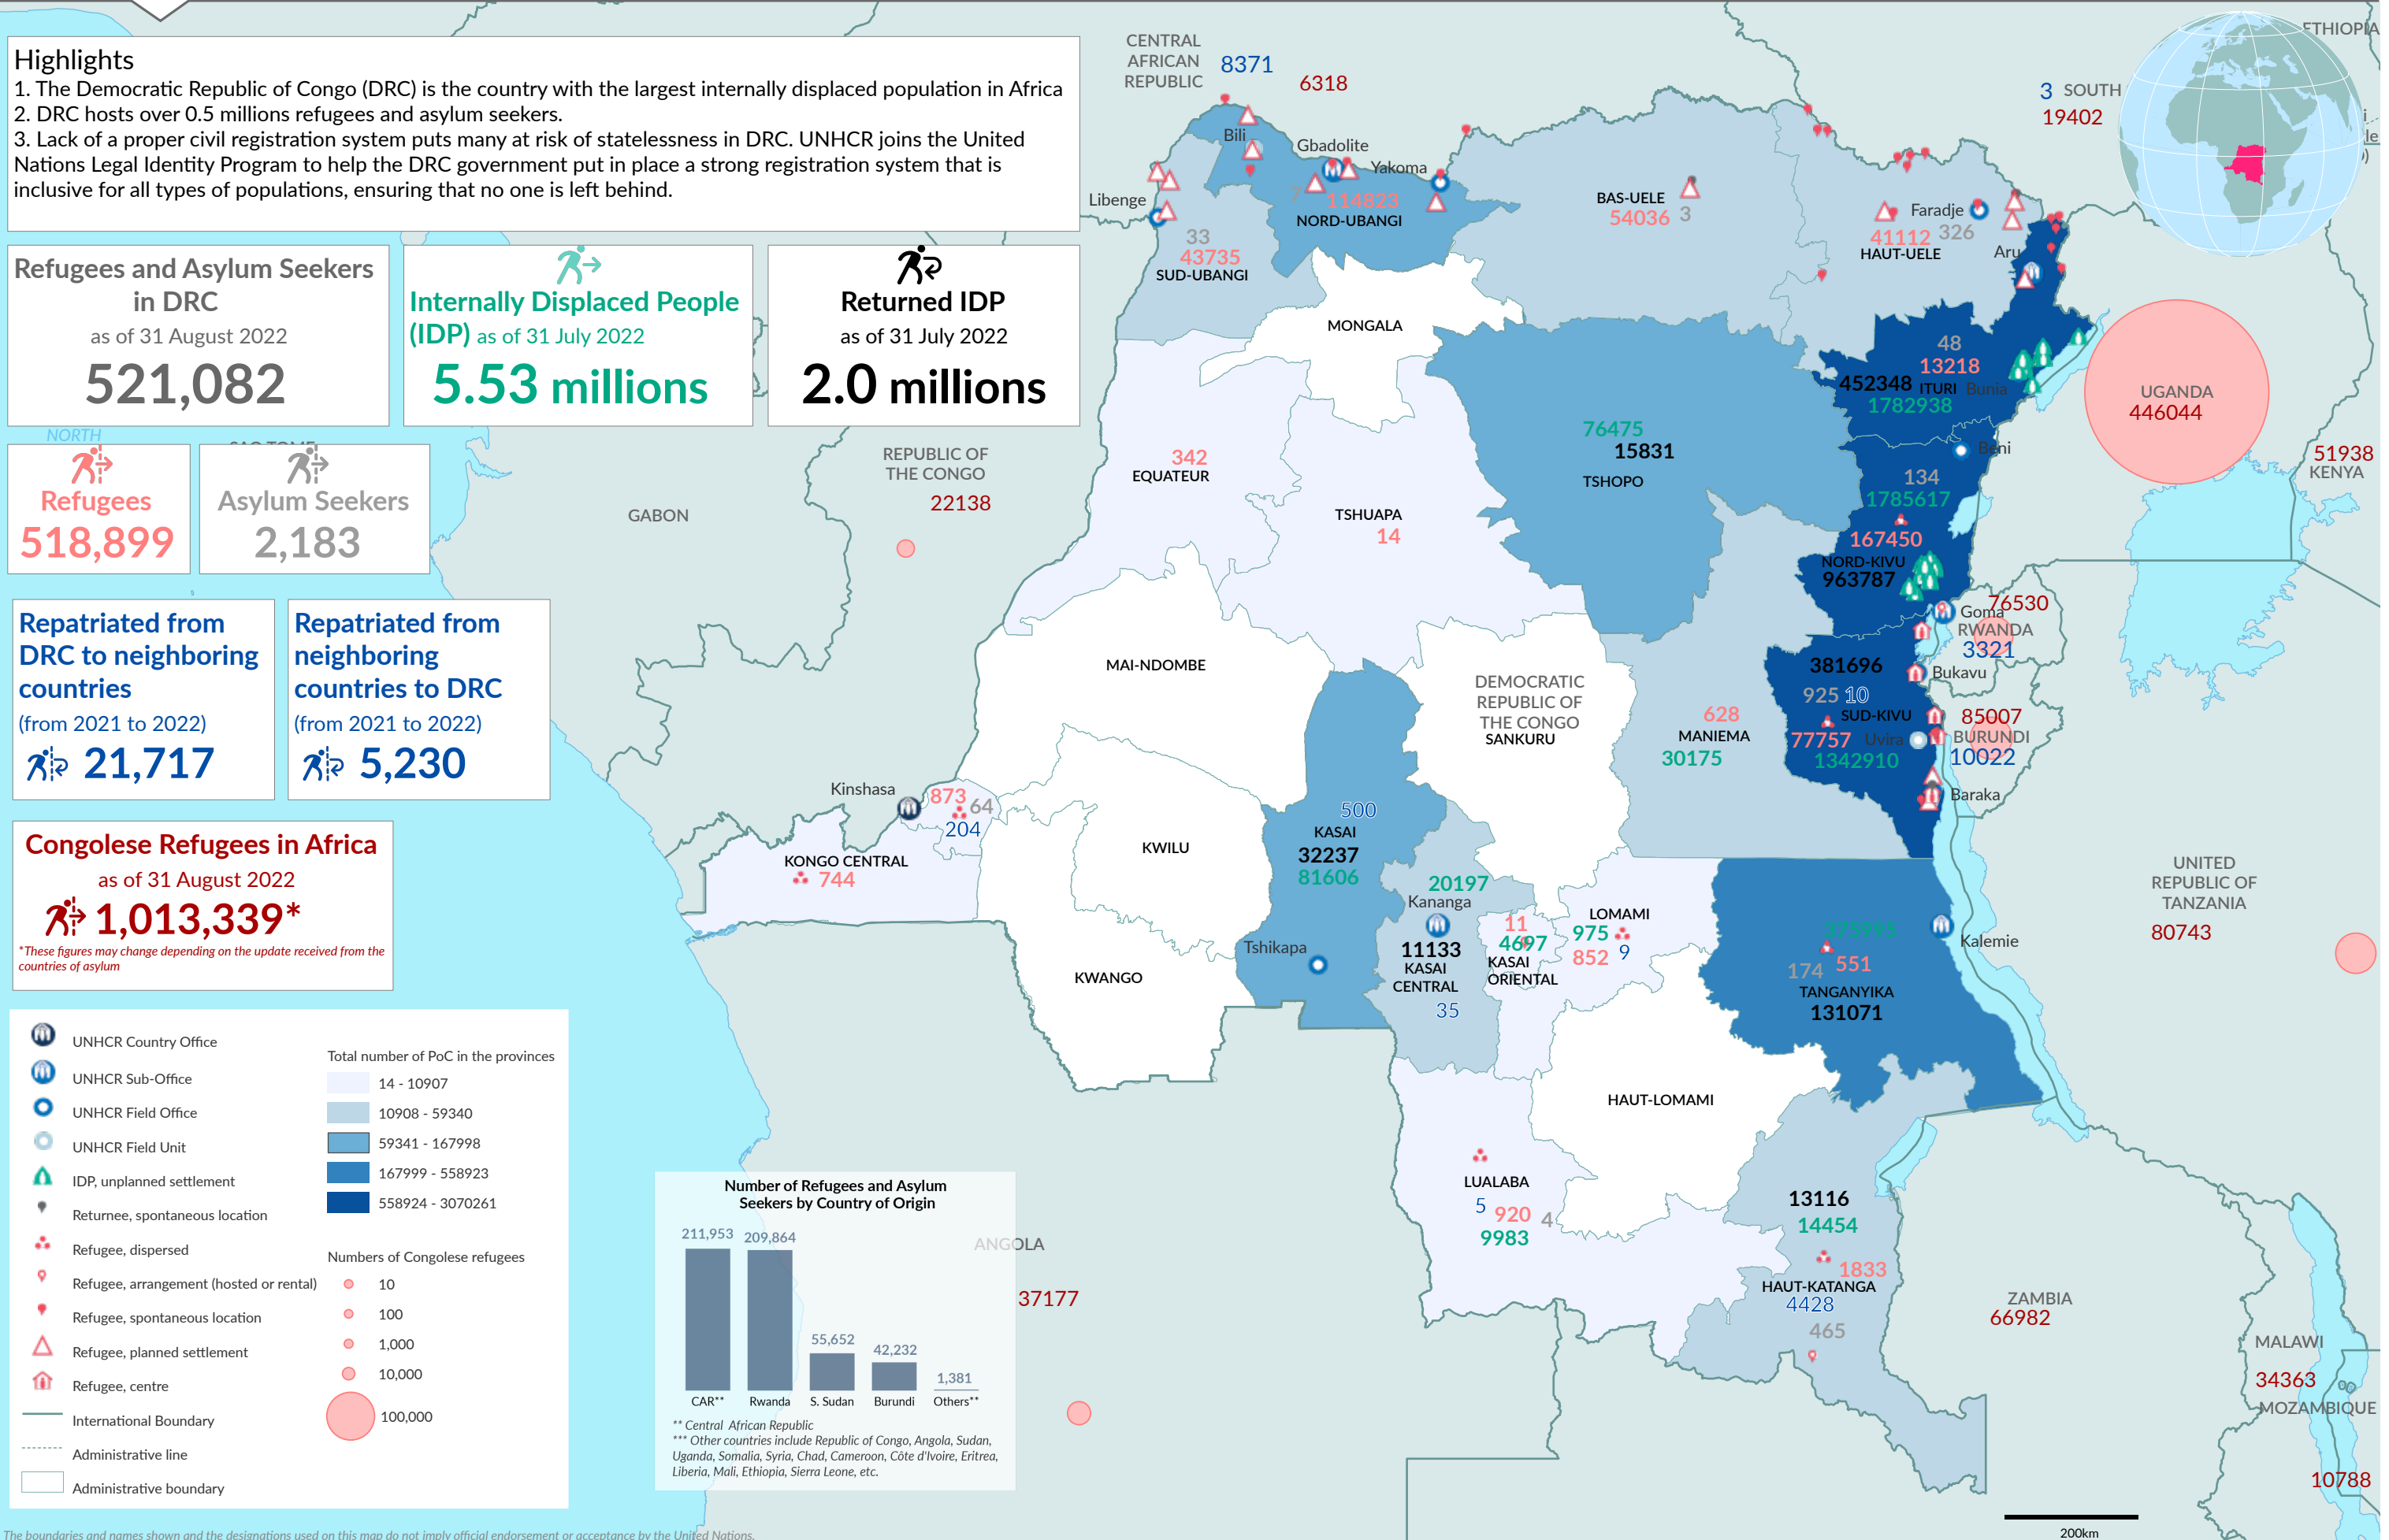 Highlights
1. The Democratic Republic of Congo (DRC) is the country with the largest internally displaced population in Africa
2. DRC hosts over 0.5 millions refugees and asylum seekers.
3. Lack of a proper civil registration system puts many at risk of statelessness in DRC. UNHCR joins the United
Nations Legal Identity Program to help the DRC government put in place a strong registration system that is
inclusive for all types of populations, ensuring that no one is left behind.
Refugees and Asylum Seekers
in DRC
as of 31 August 2022
521,082
Internally Displaced People
(IDP) as of 31 July 2022
5.53 millions
Returned IDP
as of 31 July 2022
2.0 millions
NORTH
SAO TOME
Refugees
518,899
Asylum Seekers
2,183
Repatriated from
DRC to neighboring
countries
(from 2021 to 2022)
21,717
Repatriated from
neighboring
countries to DRC
(from 2021 to 2022)
5,230
Congolese Refugees in Africa
as of 31 August 2022
1,013,339*
*These figures may change depending on the update received from the
countries of asylum
UNHCR Country Office
UNHCR Sub-Office
UNHCR Field Office
UNHCR Field Unit
IDP, unplanned settlement
Returnee, spontaneous location
Refugee, dispersed
Refugee, arrangement (hosted or rental)
Refugee, spontaneous location
Refugee, planned settlement
Refugee, centre
International Boundary
Administrative line
Administrative boundary
Total number of PoC in the provinces
14 - 10907
10908 - 59340
59341 - 167998
167999 - 558923
558924 - 3070261
Numbers of Congolese refugees
10
100
1,000
10,000
100,000
Number of Refugees and Asylum
Seekers by Country of Origin
211,953
209,864
55,652
42,232
1,381
CAR**
Rwanda
S. Sudan
Burundi
Others**
** Central African Republic
*** Other countries include Republic of Congo, Angola, Sudan,
Uganda, Somalia, Syria, Chad, Cameroon, Côte d'Ivoire, Eritrea,
Liberia, Mali, Ethiopia, Sierra Leone, etc.
CENTRAL
AFRICAN
REPUBLIC
8371
6318
Bili
Gbadolite
Yakoma
Libenge
7
114823
NORD-UBANGI
33
43735
SUD-UBANGI
BAS-UELE
54036
3
Faradje
41112
326
HAUT-UELE
Aru
3
SOUTH
19402
ETHIOPIA
MONGALA
48
13218
452348
ITURI
Bunia
1782938
UGANDA
446044
51938
KENYA
REPUBLIC OF
THE CONGO
22138
GABON
342
EQUATEUR
TSHUAPA
14
76475
15831
TSHOPO
Beni
134
1785617
167450
NORD-KIVU
963787
Goma
76530
RWANDA
3321
MAI-NDOMBE
DEMOCRATIC
REPUBLIC OF
THE CONGO
SANKURU
628
MANIEMA
30175
381696
925
10
SUD-KIVU
77757
Uvira
1342910
Bukavu
85007
BURUNDI
10022
Baraka
Kinshasa
873
64
204
KONGO CENTRAL
744
KWILU
KWANGO
500
KASAI
32237
81606
Tshikapa
20197
Kananga
11133
KASAI
CENTRAL
35
11
4697
KASAI
ORIENTAL
LOMAMI
975
852
9
375995
174
551
TANGANYIKA
131071
Kalemie
UNITED
REPUBLIC OF
TANZANIA
80743
HAUT-LOMAMI
LUALABA
5
920
4
9983
13116
14454
1833
HAUT-KATANGA
4428
465
ANGOLA
37177
ZAMBIA
66982
MALAWI
34363
MOZAMBIQUE
10788
200km
The boundaries and names shown and the designations used on this map do not imply official endorsement or acceptance by the United Nations.